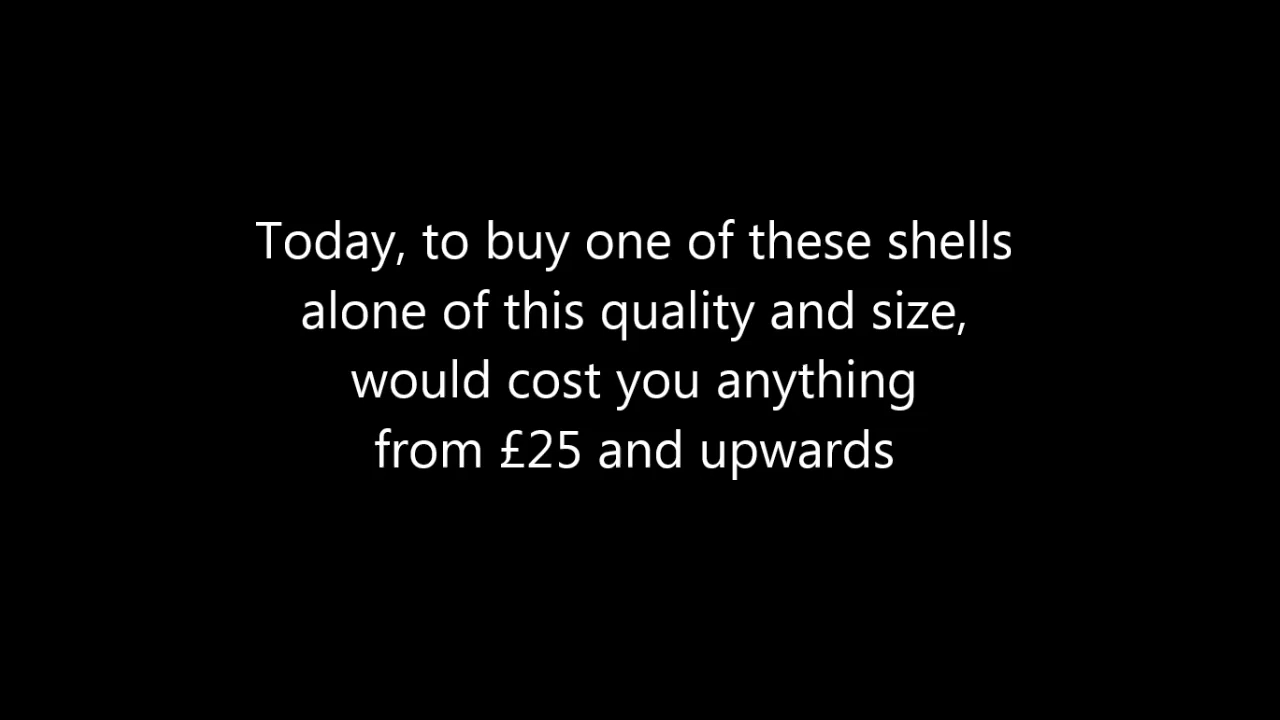 Today, to buy one of these shells
alone of this quality and size,
would cost you anything
from £25 and upwards